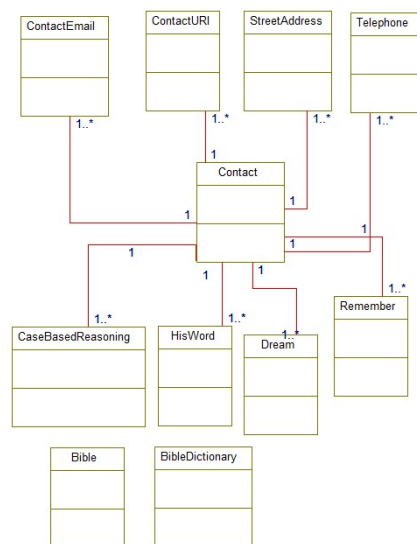 ContactEmail
ContactURI
StreetAddress
Telephone
1..*
1..*
1..*
1..*
1
Contact
1
1
1
1
1
1
1..*
1..*
1..*
1..*
CaseBasedReasoning
HisWord
Dream
Remember
Bible
BibleDictionary